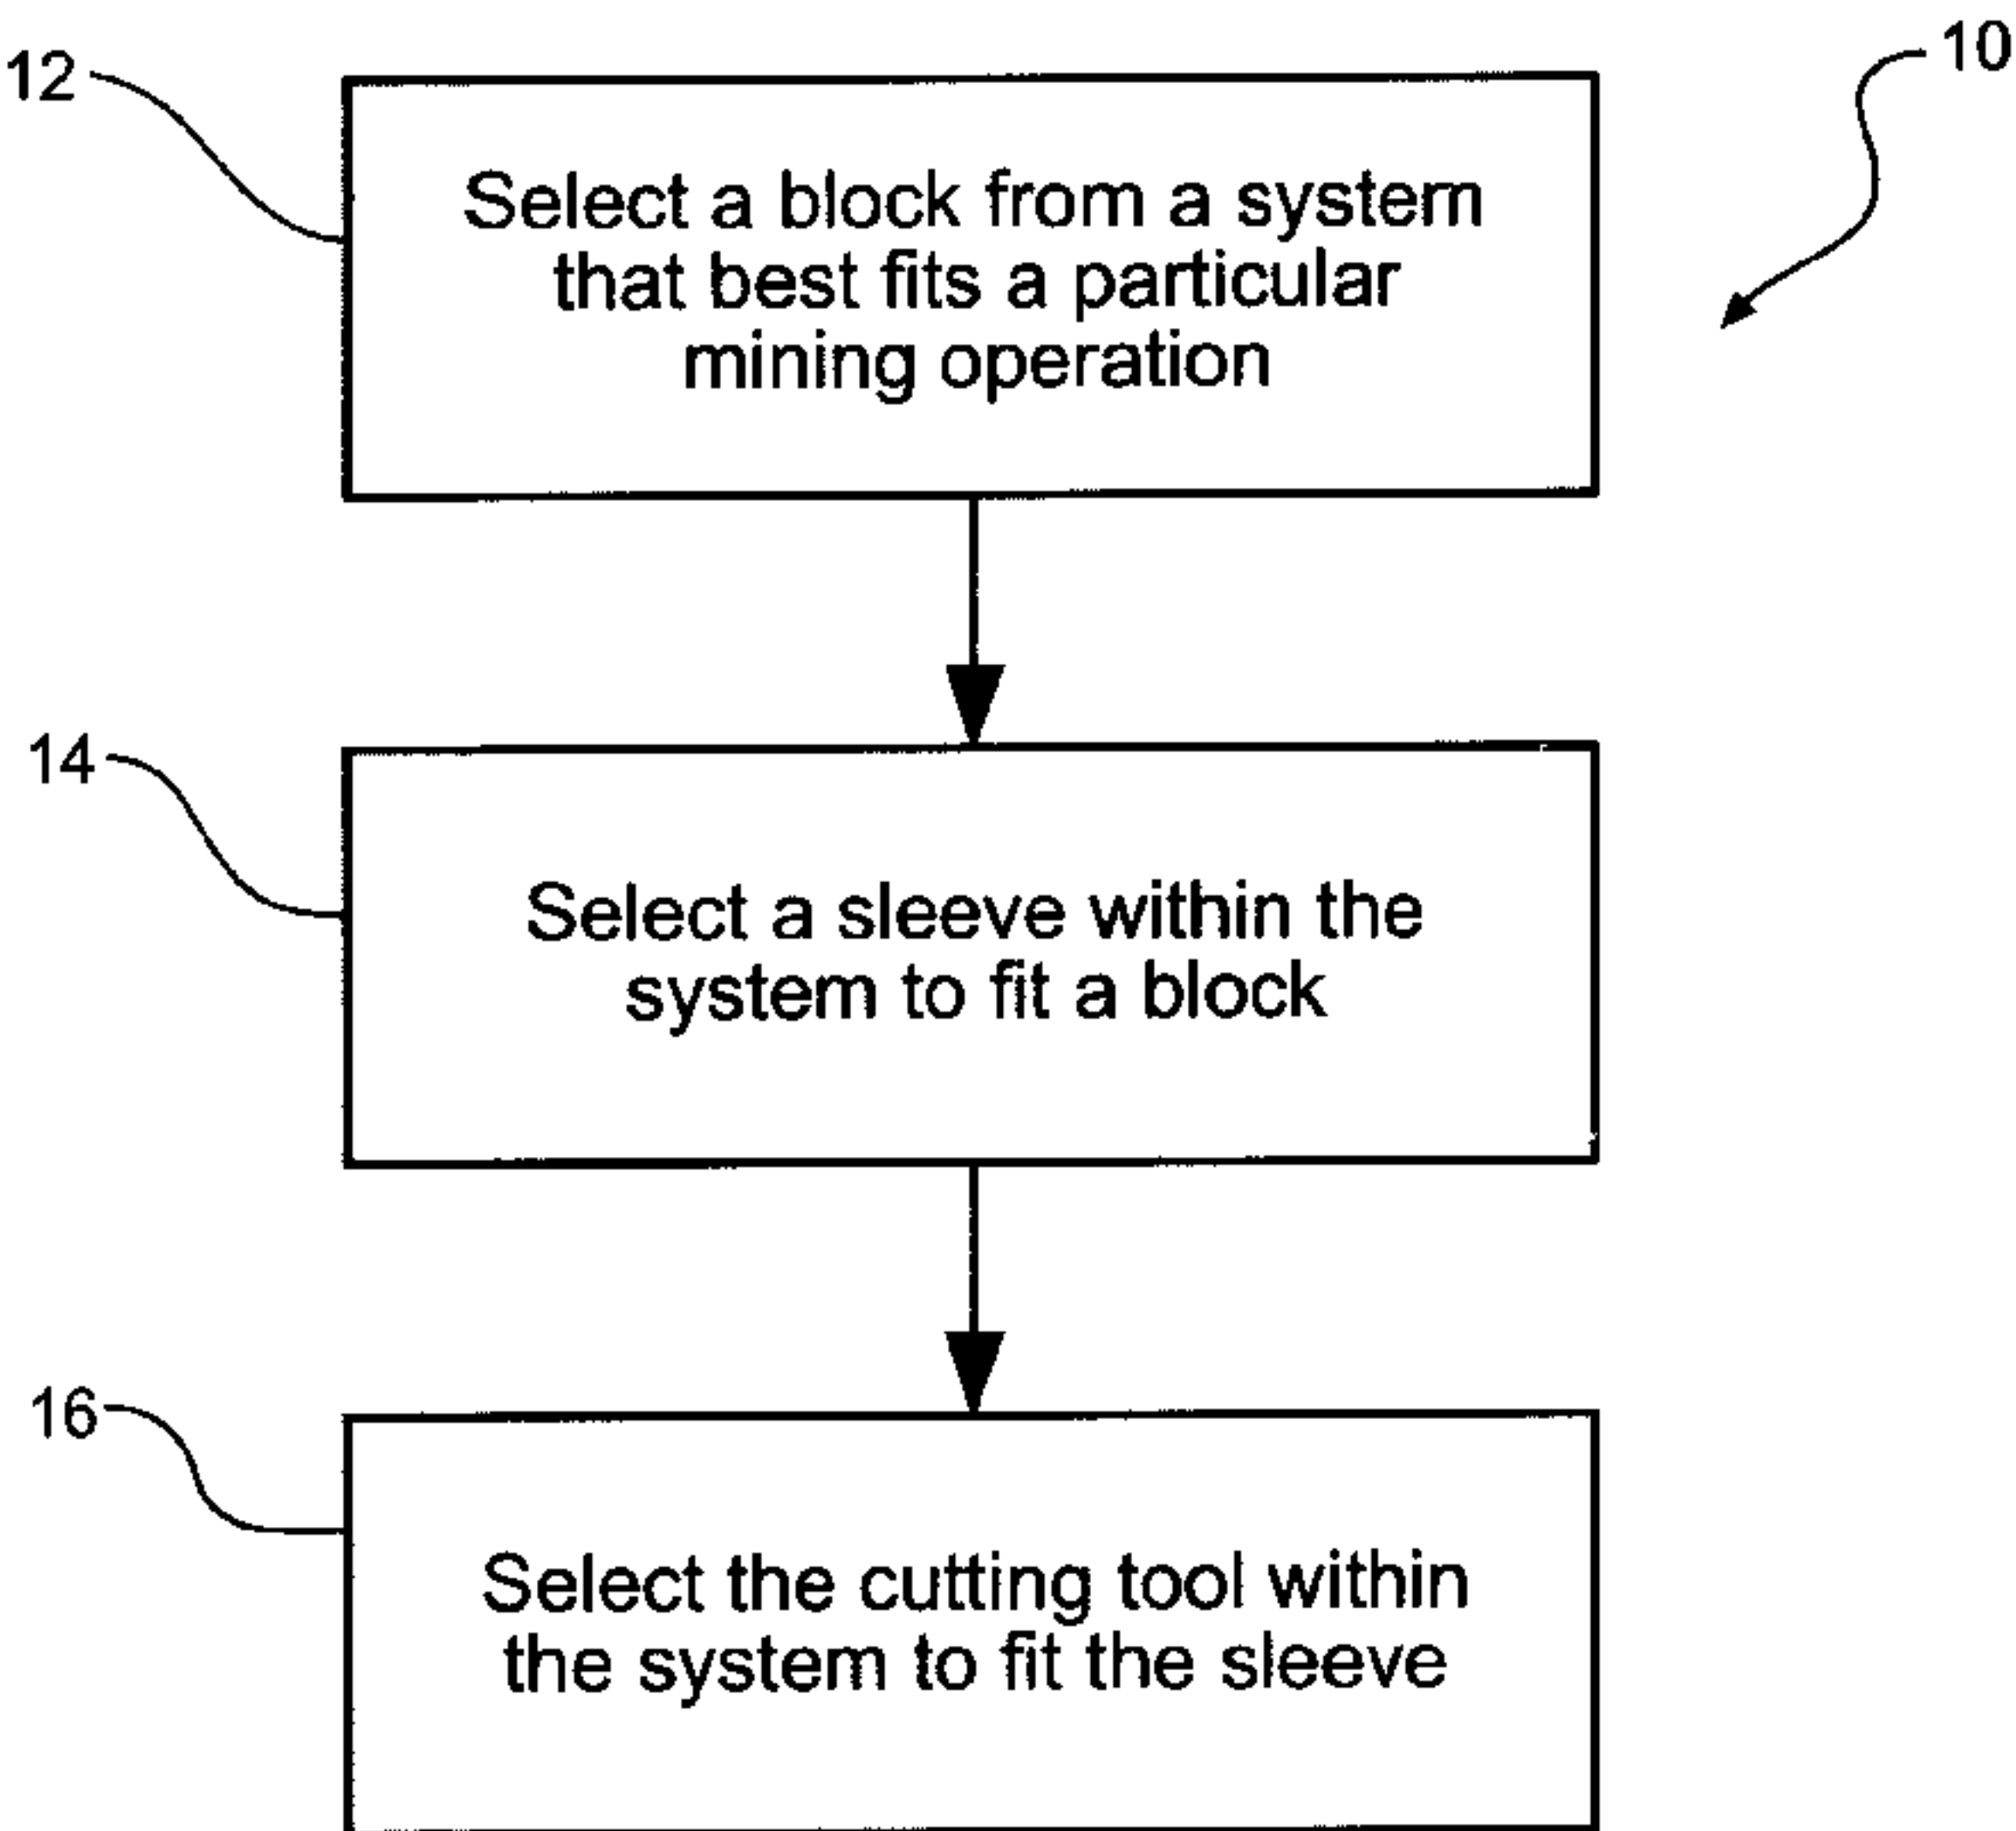 10
12
Select a block from a system
that best fits a particular
mining operation
14
Select a sleeve within the
system to fit a block
16
Select the cutting tool within
the system to fit the sleeve